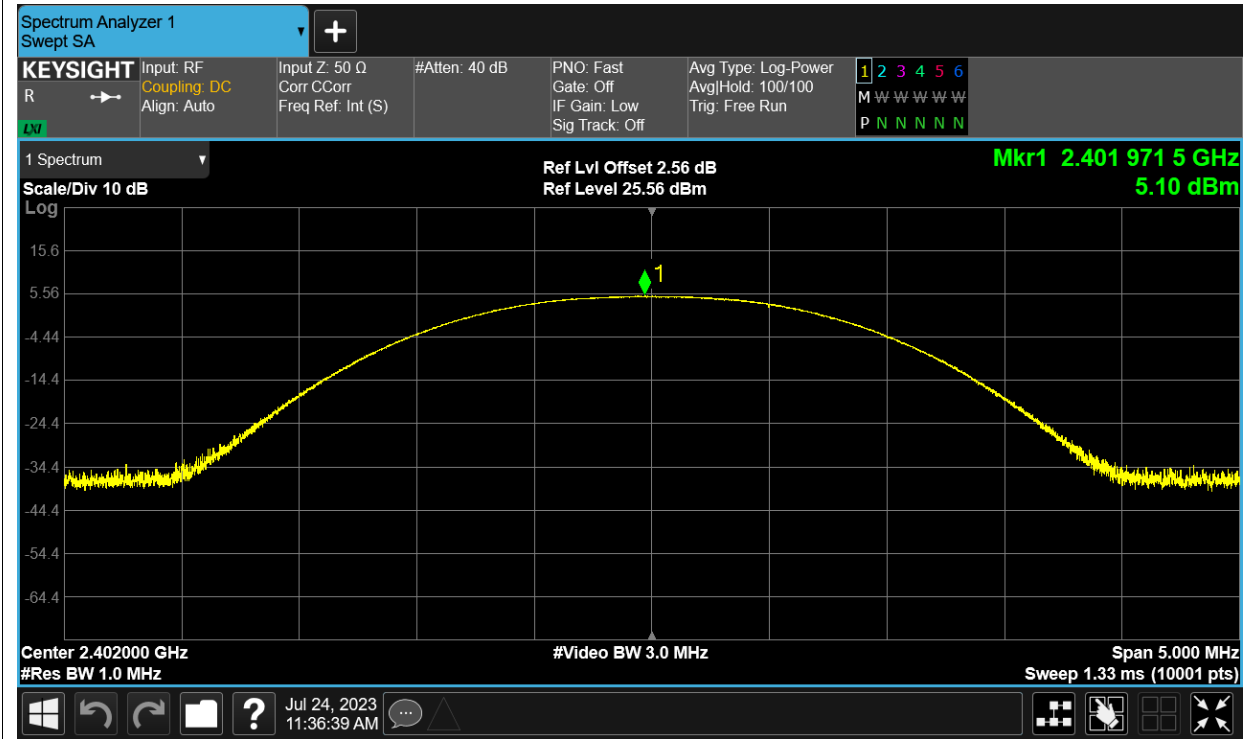 Spectrum Analyzer 1
Swept SA
KEYSIGHT
R
LXI
Input: RF
Coupling: DC
Align: Auto
Input Z: 50 Ω
Corr CCorr
Freq Ref: Int (S)
#Atten: 40 dB
PNO: Fast
Gate: Off
IF Gain: Low
Sig Track: Off
Avg Type: Log-Power
Avg|Hold: 100/100
Trig: Free Run
1 2 3 4 5 6
M W W W W W
P N N N N N
1 Spectrum
Scale/Div 10 dB
Ref Lvl Offset 2.56 dB
Ref Level 25.56 dBm
Mkr1 2.401 971 5 GHz
5.10 dBm
Log
15.6
1
5.56
-4.44
-14.4
-24.4
-34.4
-44.4
-54.4
-64.4
Center 2.402000 GHz
#Video BW 3.0 MHz
Span 5.000 MHz
#Res BW 1.0 MHz
Sweep 1.33 ms (10001 pts)
?
Jul 24, 2023
11:36:39 AM